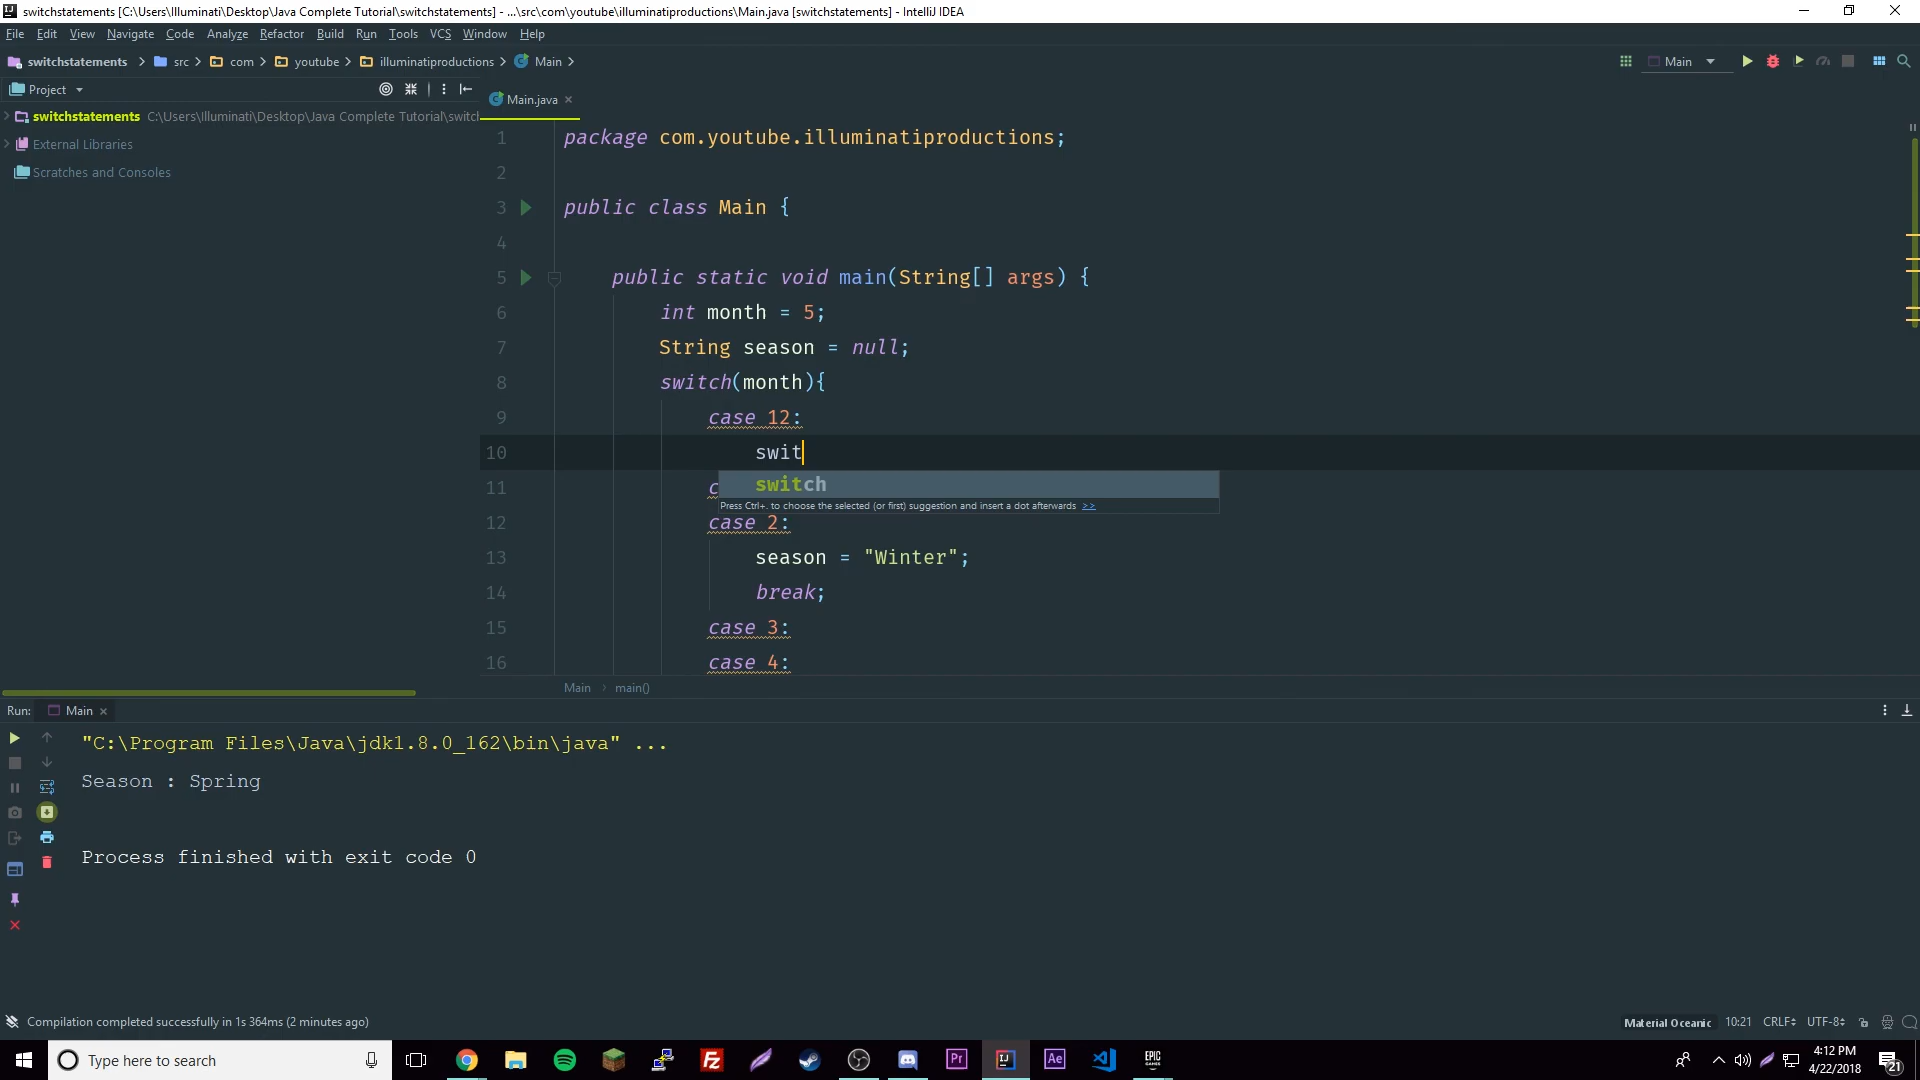 switchstatements [C:\Users\Illuminati\Desktop\Java Complete Tutorial\switchstatements] - ...\src\com\youtube\illuminatiproductions\Main.java [switchstatements] - IntelliJ IDEA
File Edit View Navigate Code Analyze Refactor Build Run Tools VCS Window Help
switchstatements src com youtube illuminatiproductions Main Main
Project
Main.java
switchstatements C:\Users\Illuminati\Desktop\Java Complete Tutorial\switch
External Libraries
Scratches and Consoles
1 package com.youtube.illuminatiproductions;
2
3 public class Main {
4
5 public static void main(String[] args) {
6 int month = 5;
7 String season = null;
8 switch(month){
9 case 12:
10 swit
switch
Press Ctrl+. to choose the selected (or first) suggestion and insert a dot afterwards >>
11 c
12 case 2:
13 season = "Winter";
14 break;
15 case 3:
16 case 4:
Main main()
Run: Main
"C:\Program Files\Java\jdk1.8.0_162\bin\java" ...
Season : Spring
Process finished with exit code 0
Compilation completed successfully in 1s 364ms (2 minutes ago)
Material Oceanic 10:21 CRLF UTF-8
Type here to search
Pr
IJ
Ae
EPIC GAMES
4:12 PM
4/22/2018
21